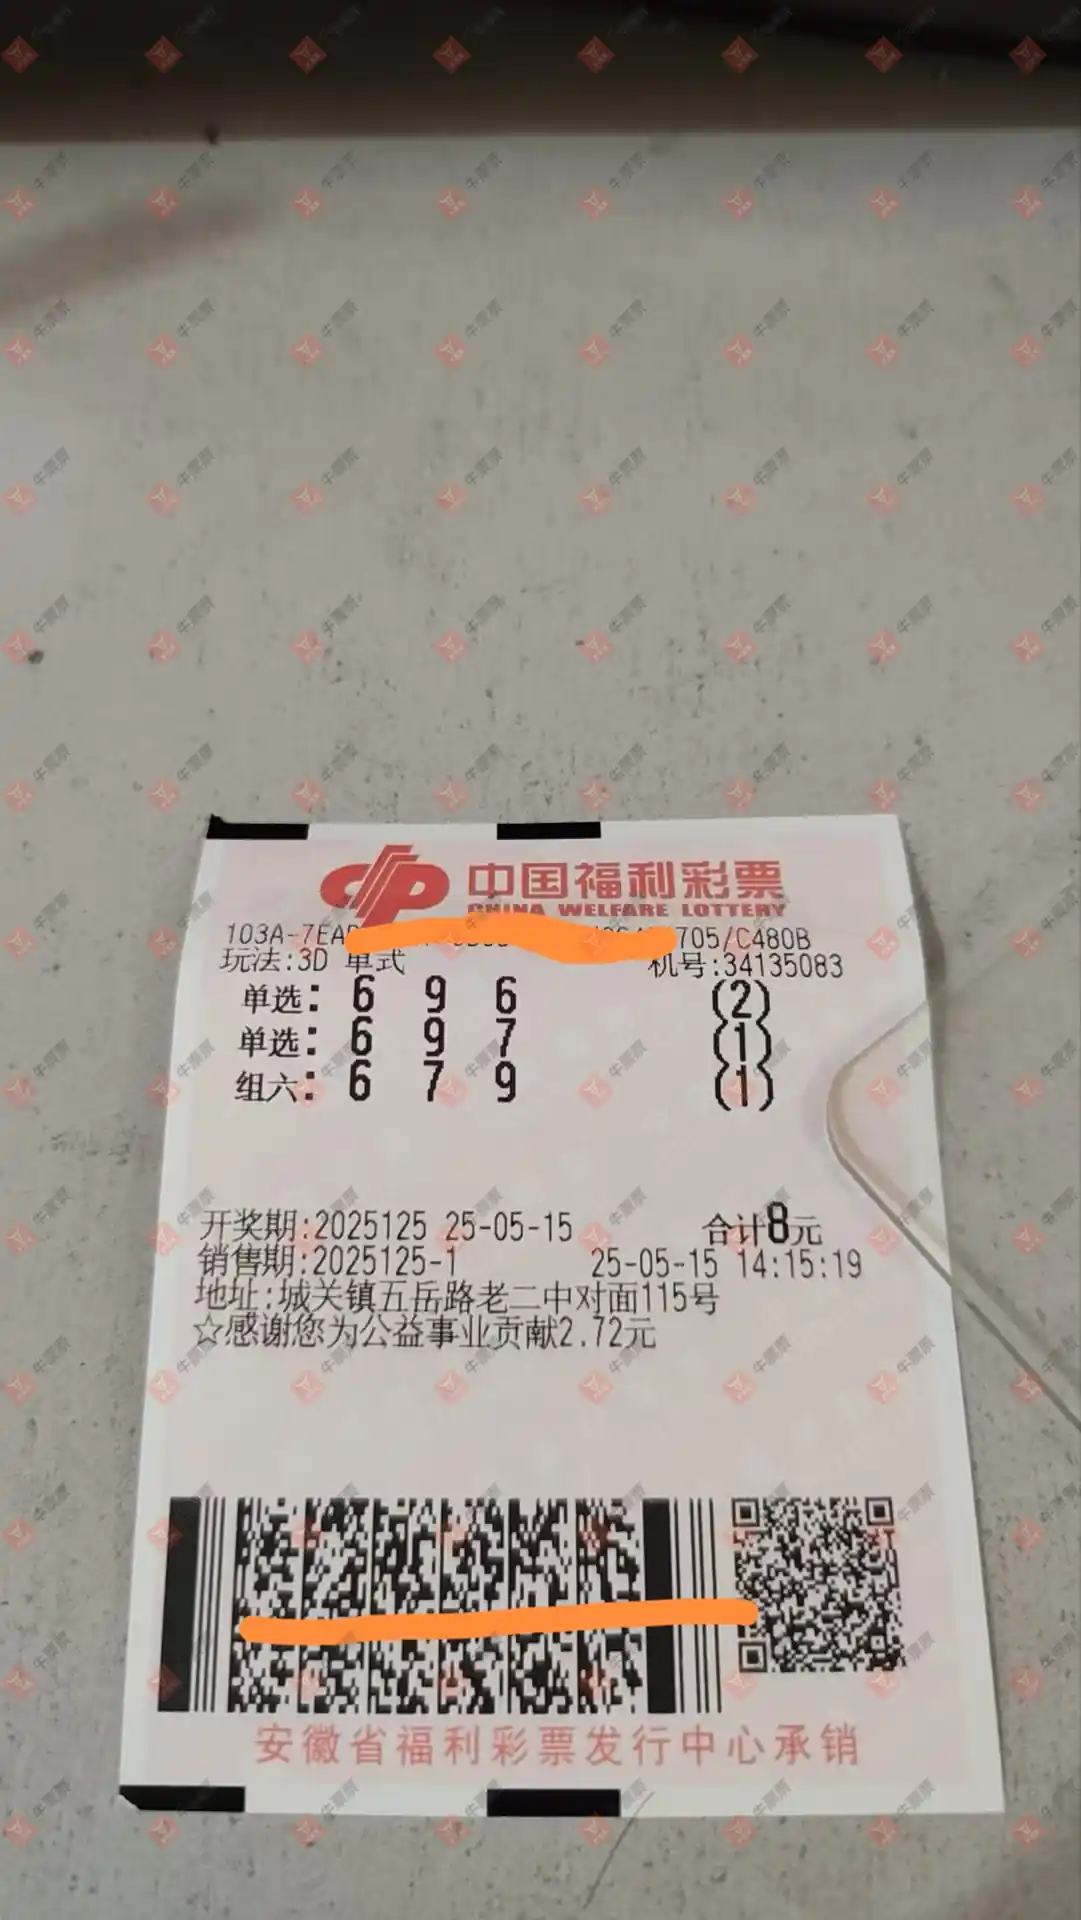 中国福利彩票
CHINA WELFARE LOTTERY
103A-7EA 705/C480B
玩法:3D 单式 机号:34135083
单选: 6 9 6 (2)
单选: 6 9 7 (1)
组六: 6 7 9 (1)
开奖期:2025125 25-05-15 合计8元
销售期:2025125-1 25-05-15 14:15:19
地址:城关镇五岳路老二中对面115号
☆感谢您为公益事业贡献2.72元
安徽省福利彩票发行中心承销